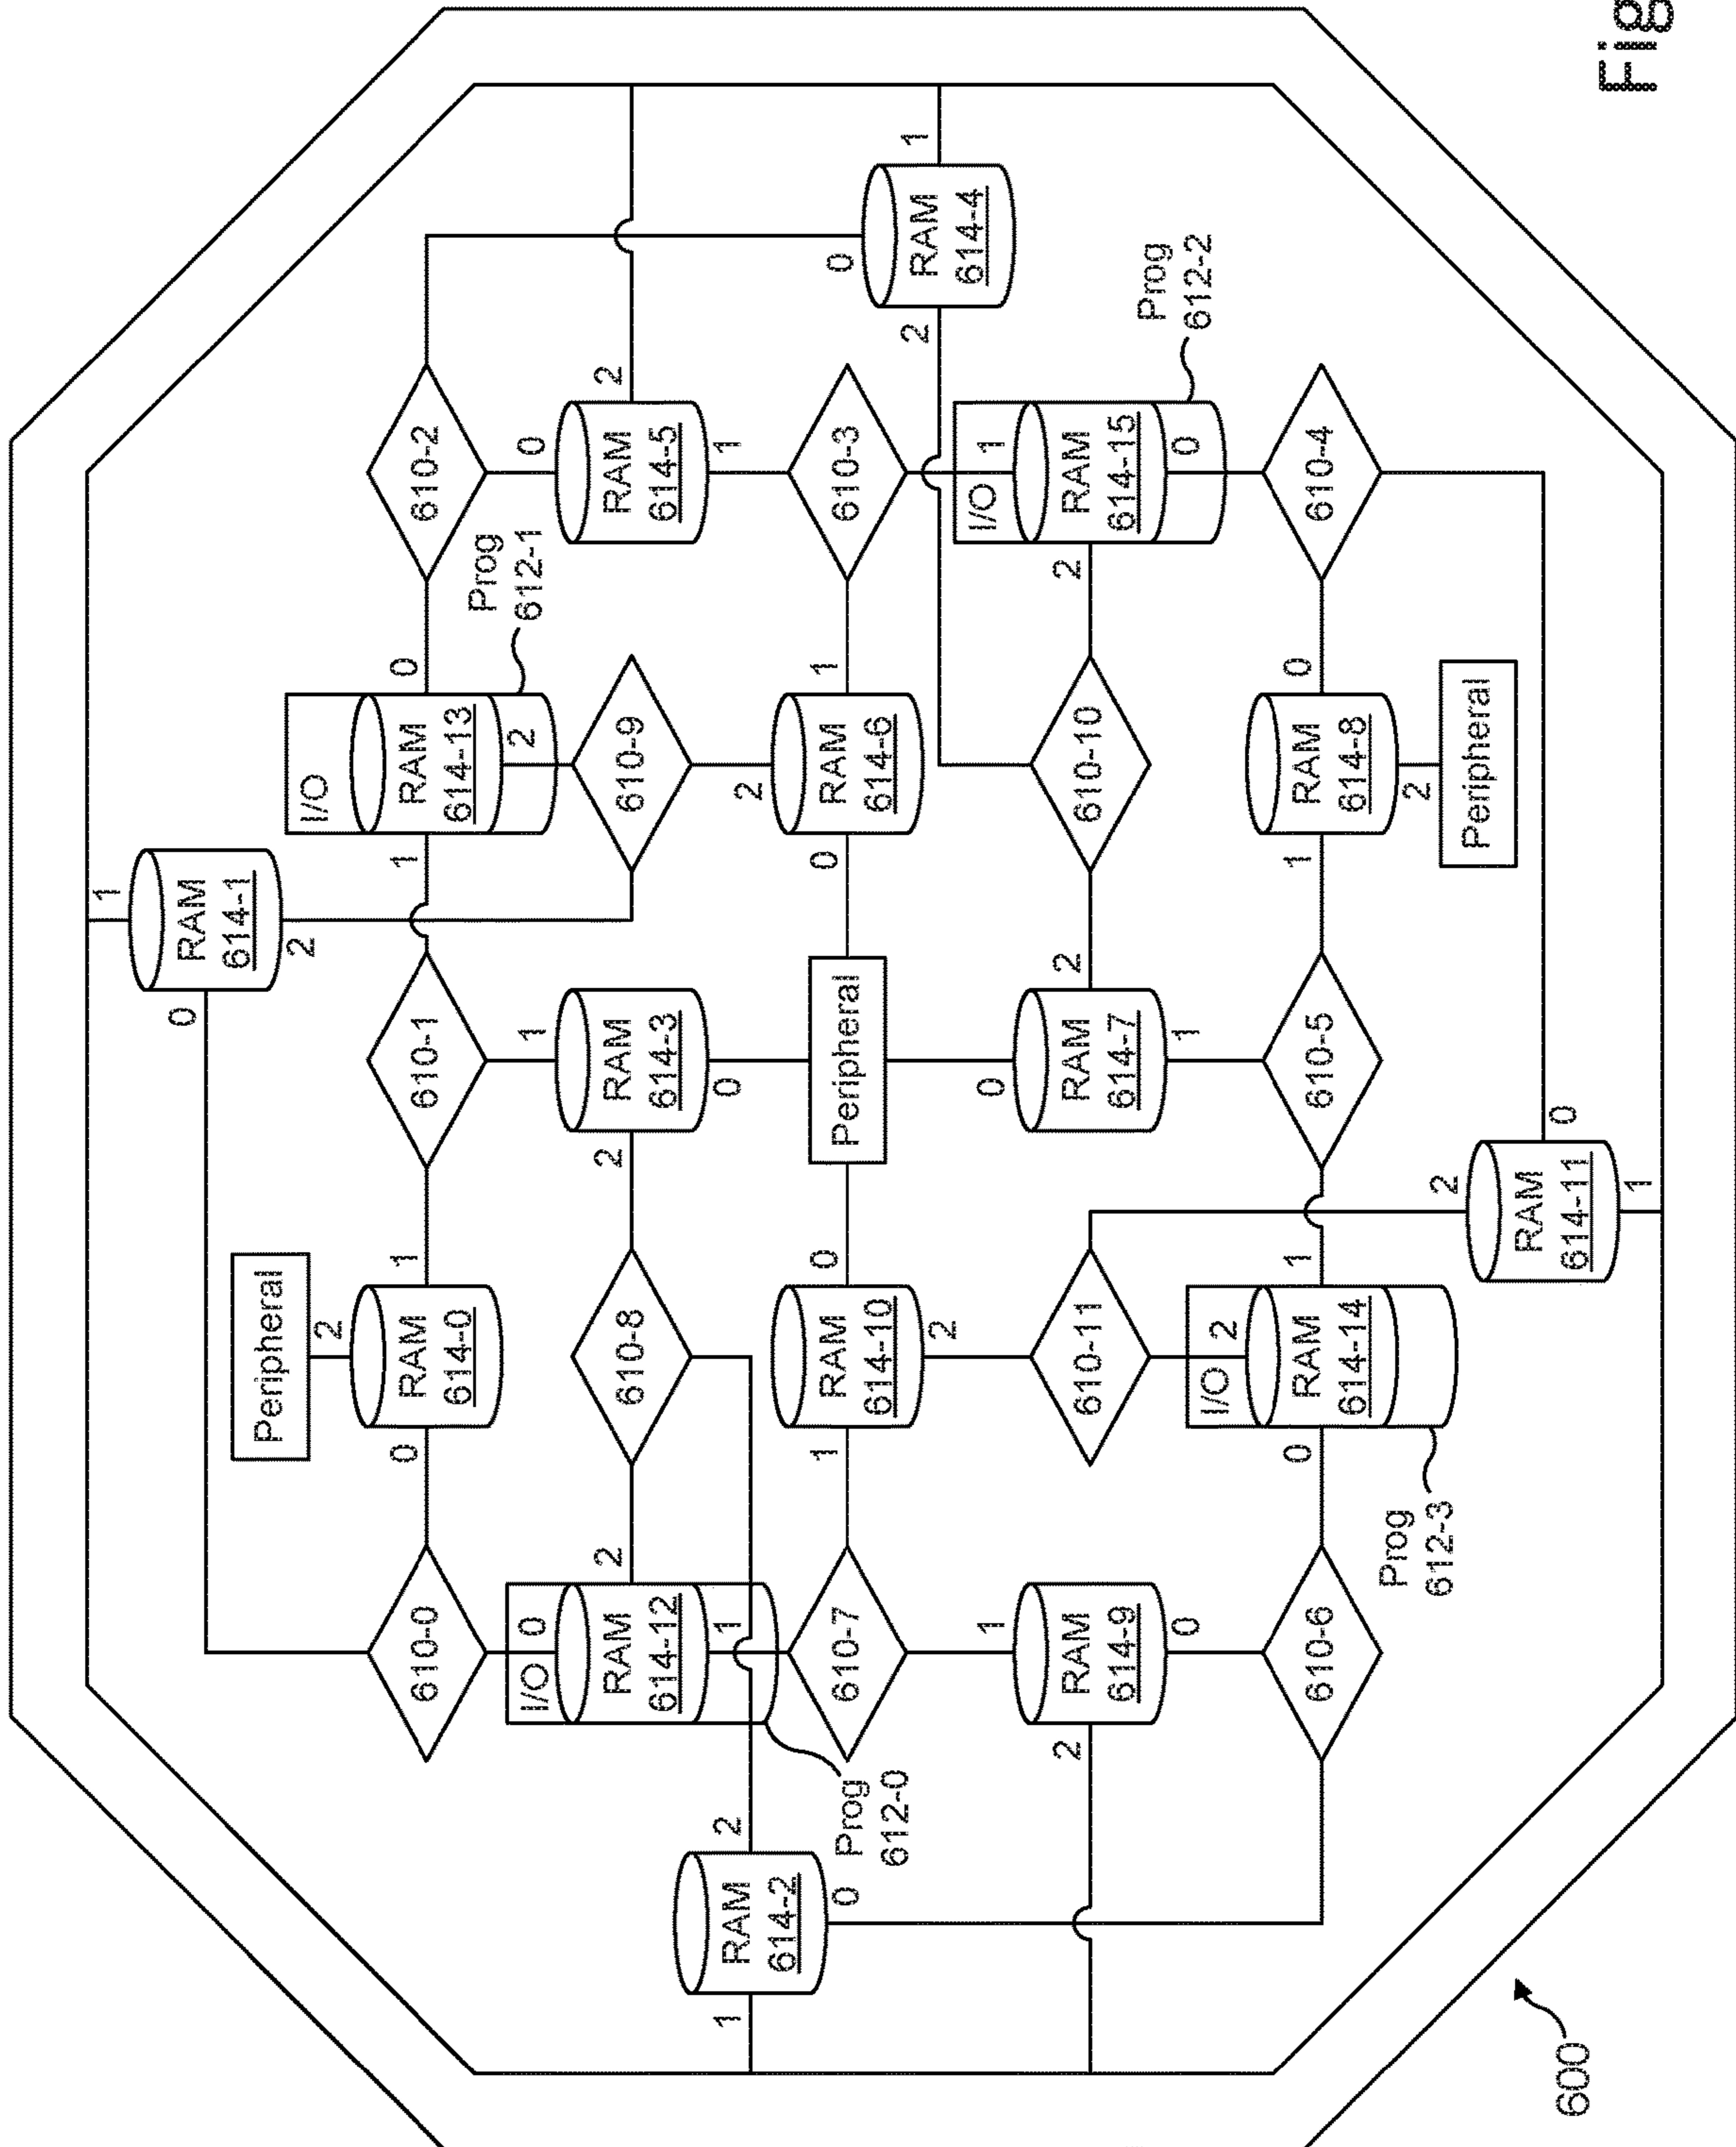 1
0
RAM
614-1
2
Peripheral
2
I/O
610-0
0
RAM
614-0
1
610-1
1
RAM
614-13
0
610-2
2
Prog
612-1
I/O
0
1
0
2
RAM
614-12
2
610-8
2
RAM
614-3
610-9
RAM
614-5
2
1
0
1
1
RAM
614-2
2
0
2
Prog
612-0
610-7
1
RAM
614-10
0
Peripheral
0
RAM
614-6
1
610-3
0
RAM
614-4
1
2
2
1
0
I/O
1
2
RAM
614-9
610-11
RAM
614-7
2
610-10
2
RAM
614-15
0
1
0
Prog
612-2
I/O
2
610-6
0
RAM
614-14
1
610-5
1
RAM
614-8
0
610-4
2
Prog
612-3
Peripheral
2
RAM
614-11
0
1
600
Fig